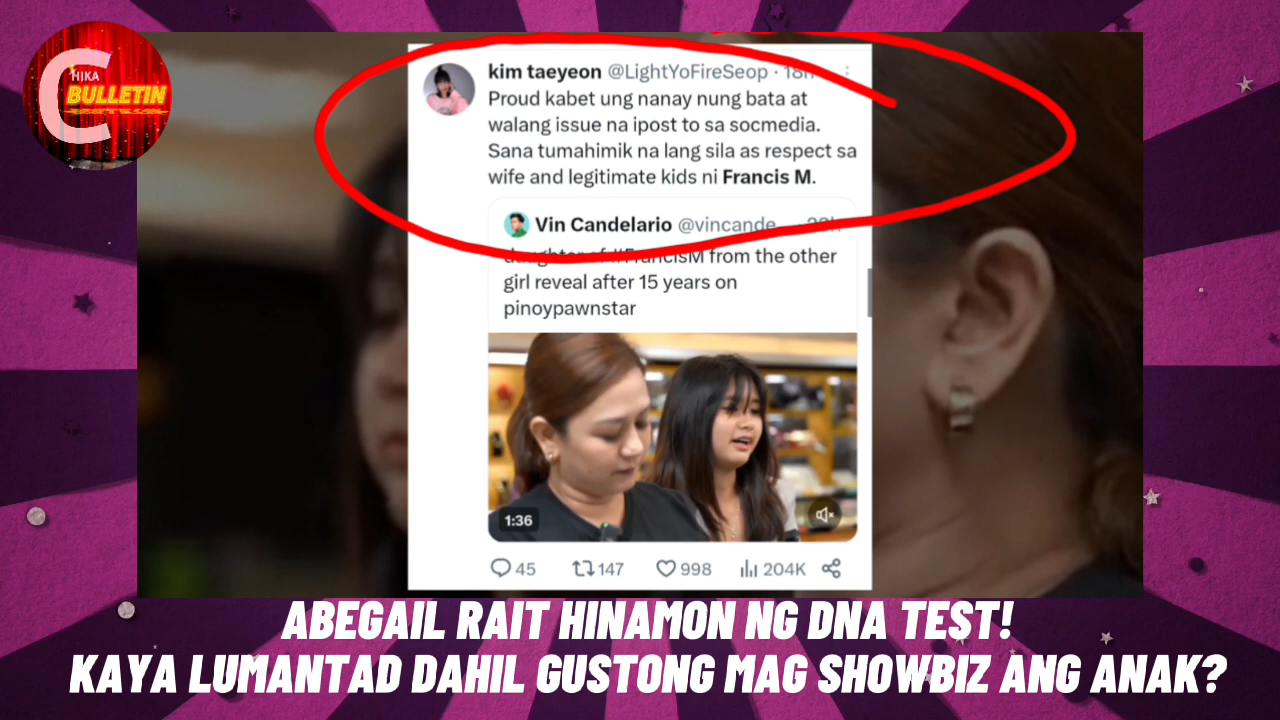 CHIKA
BULLETIN
kim taeyeon @LightYoFireSeop · 18h
Proud kabet ung nanay nung bata at
walang issue na ipost to sa socmedia.
Sana tumahimik na lang sila as respect sa
wife and legitimate kids ni Francis M.
Vin Candelario @vincande...
daughter of #FrancisM from the other
girl reveal after 15 years on
pinoypawnstar
1:36
45 147 998 204K
ABEGAIL RAIT HINAMON NG DNA TEST!
KAYA LUMANTAD DAHIL GUSTONG MAG SHOWBIZ ANG ANAK?